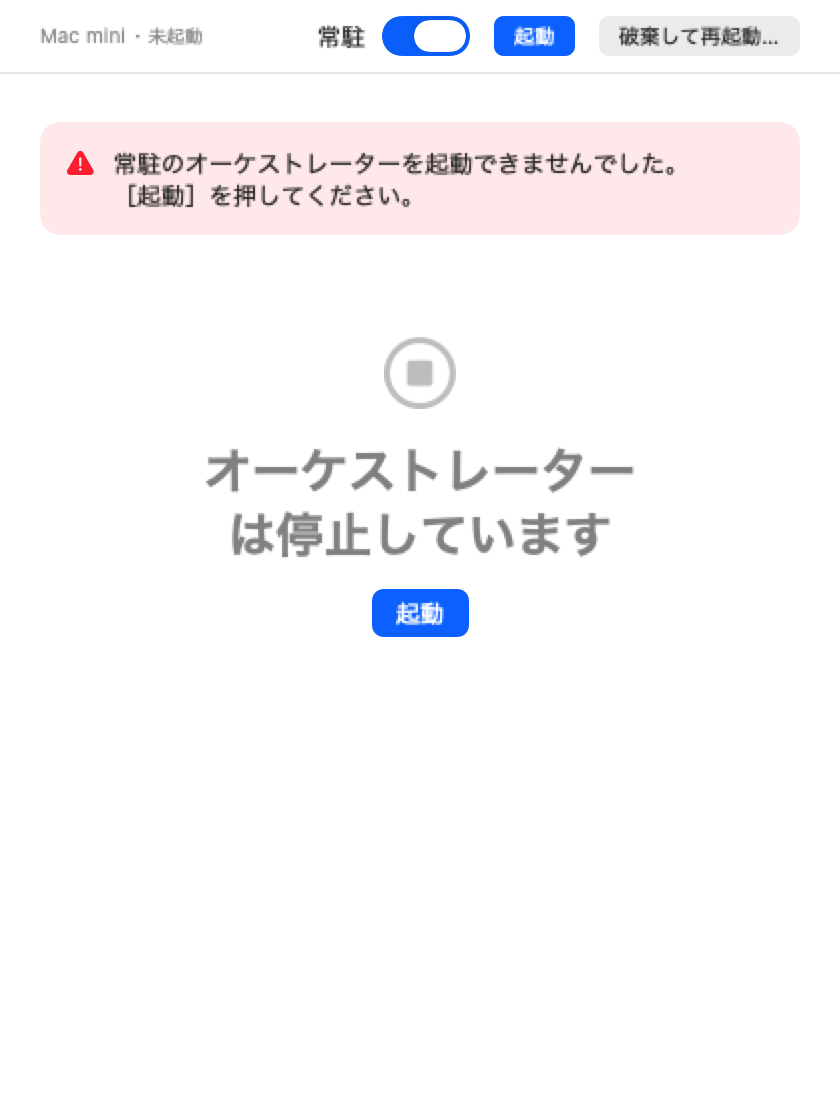 Mac mini・未起動
常駐
起動
破棄して再起動...
常駐のオーケストレーターを起動できませんでした。
［起動］を押してください。
オーケストレーター
は停止しています
起動